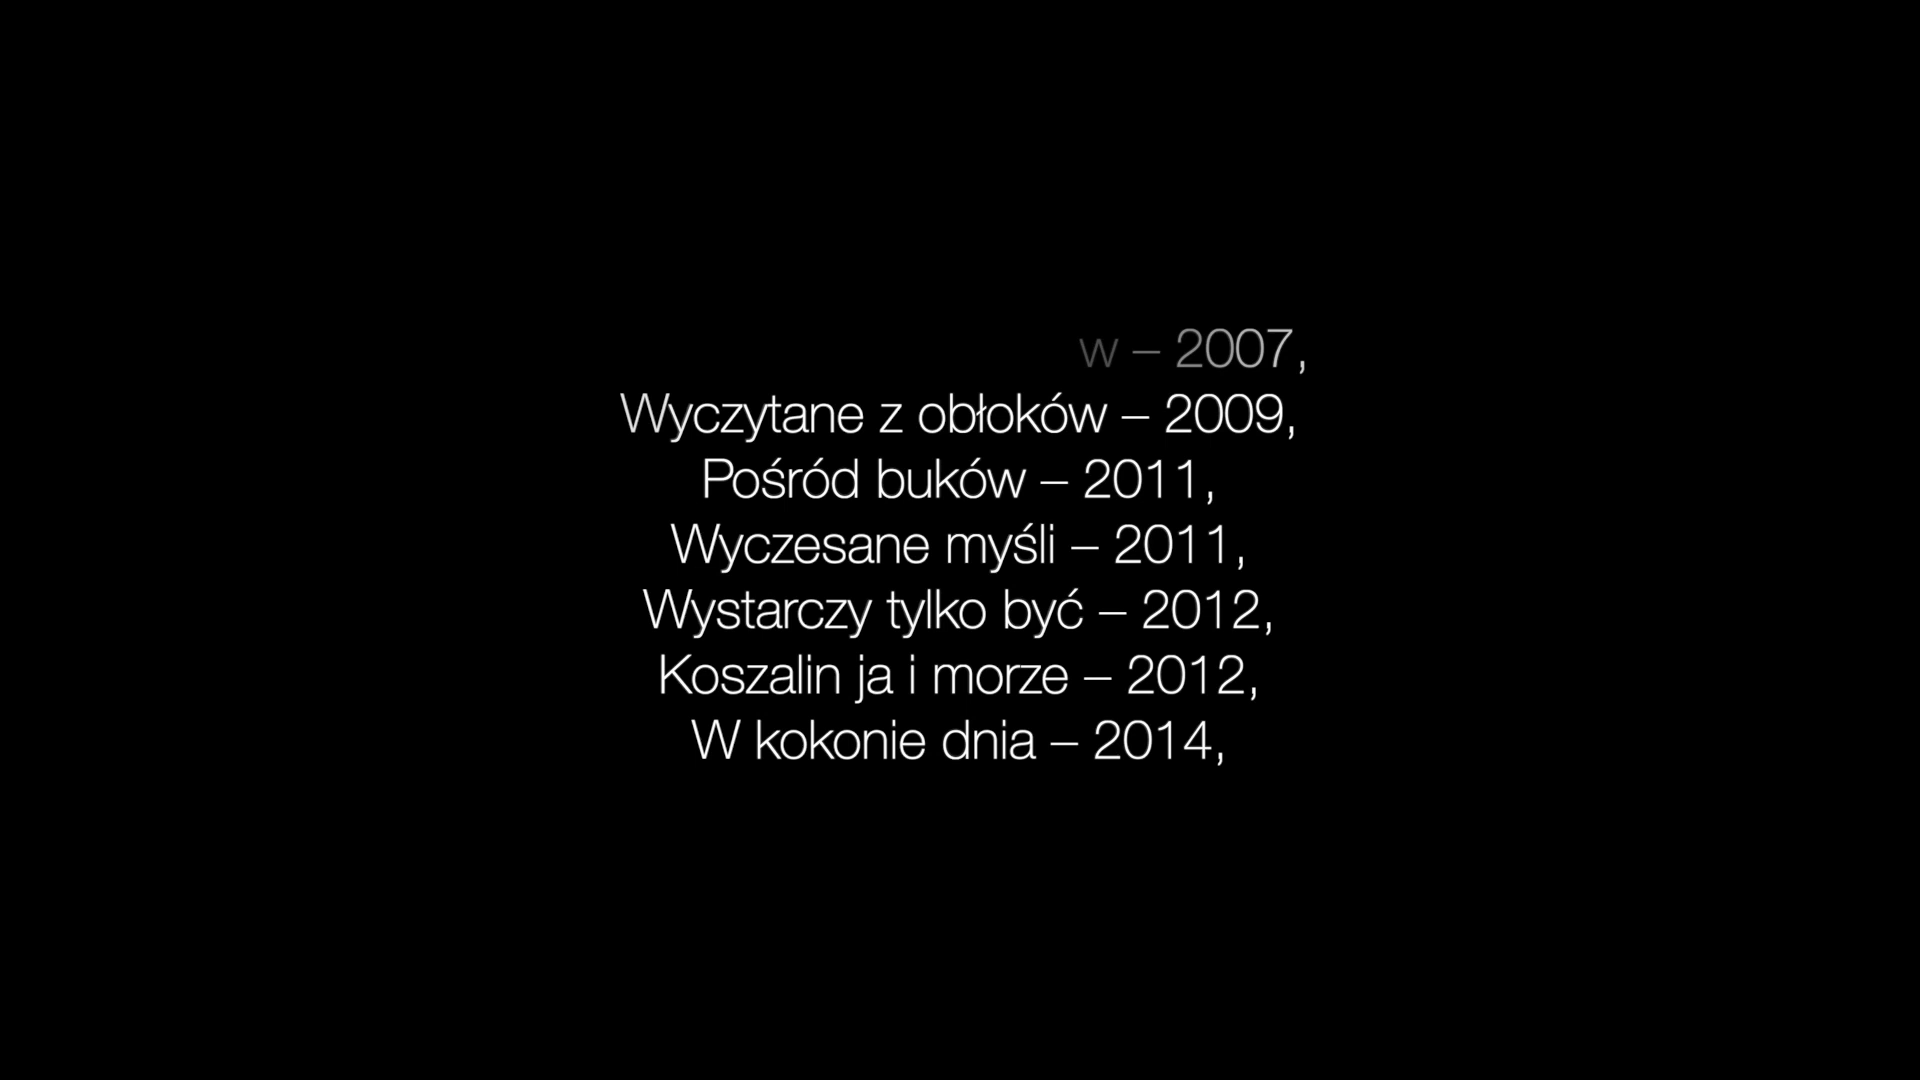 w – 2007,
Wyczytane z obłoków – 2009,
Pośród buków – 2011,
Wyczesane myśli – 2011,
Wystarczy tylko być – 2012,
Koszalin ja i morze – 2012,
W kokonie dnia – 2014,